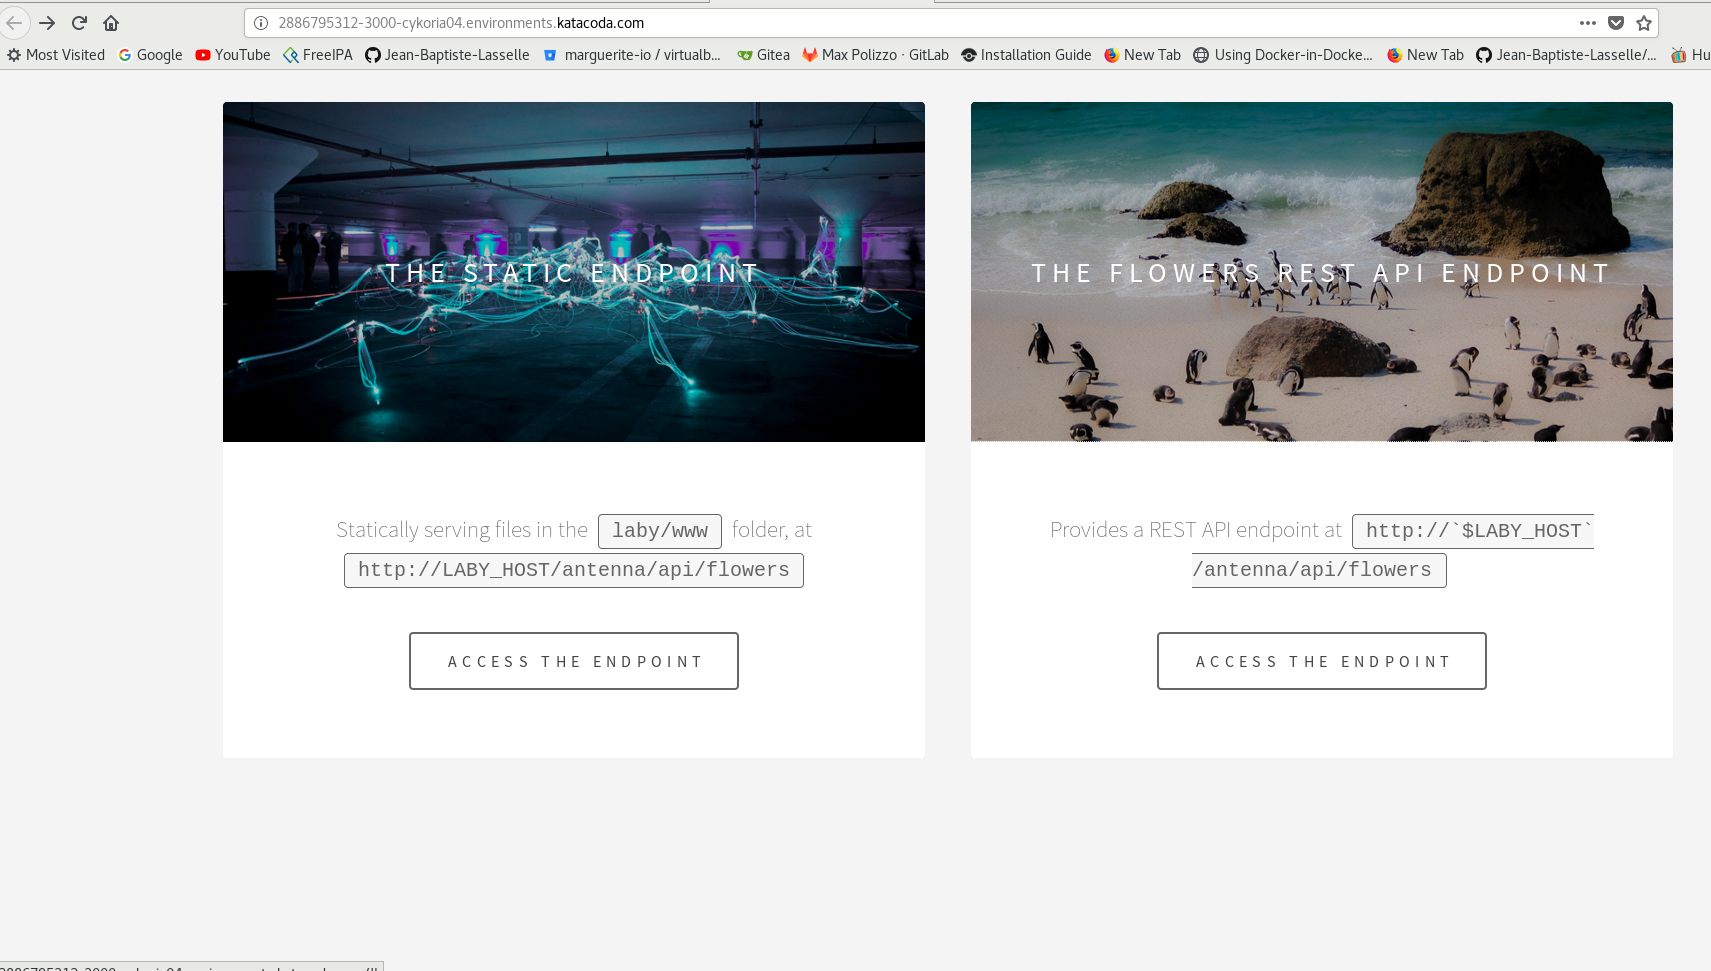 2886795312-3000-cykoria04.environments.katacoda.com
Most Visited Google YouTube FreeIPA Jean-Baptiste-Lasselle marguerite-io / virtualb... Gitea Max Polizzo · GitLab Installation Guide New Tab Using Docker-in-Docke... New Tab Jean-Baptiste-Lasselle/... Hu
THE STATIC ENDPOINT
Statically serving files in the laby/www folder, at
http://LABY_HOST/antenna/api/flowers
ACCESS THE ENDPOINT
THE FLOWERS REST API ENDPOINT
Provides a REST API endpoint at http://`$LABY_HOST`
/antenna/api/flowers
ACCESS THE ENDPOINT